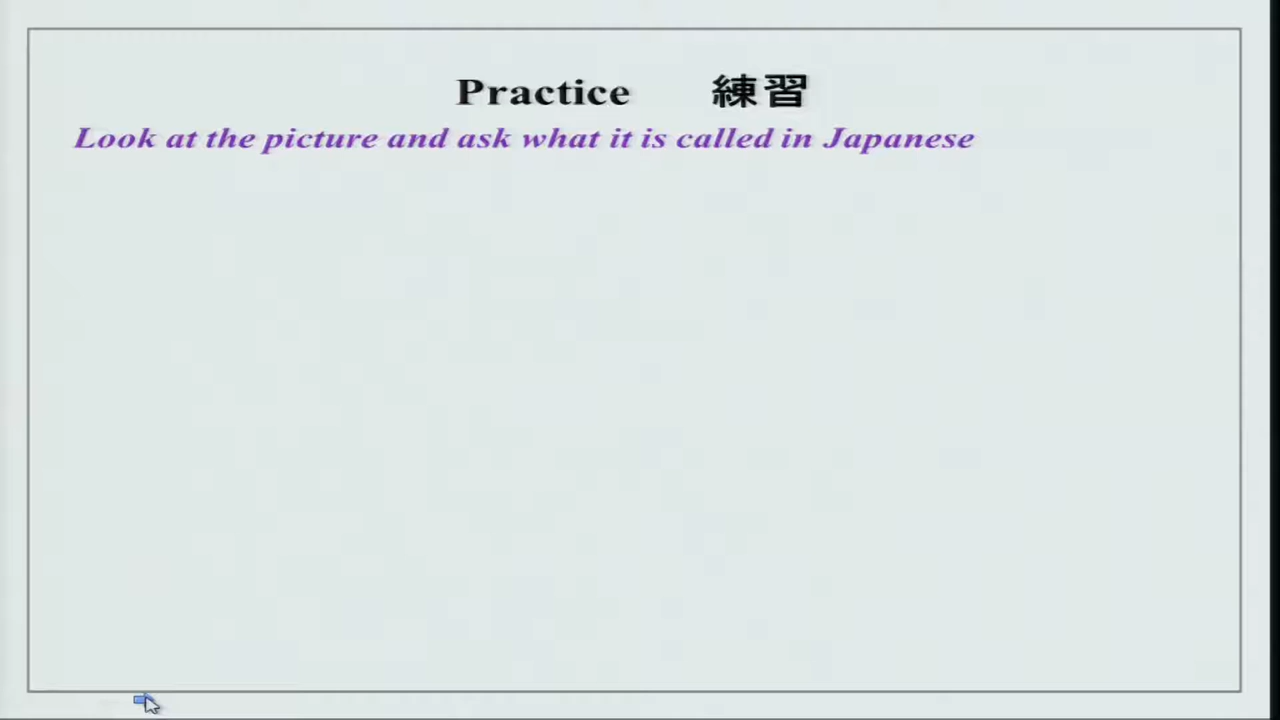 Practice 練習
Look at the picture and ask what it is called in Japanese